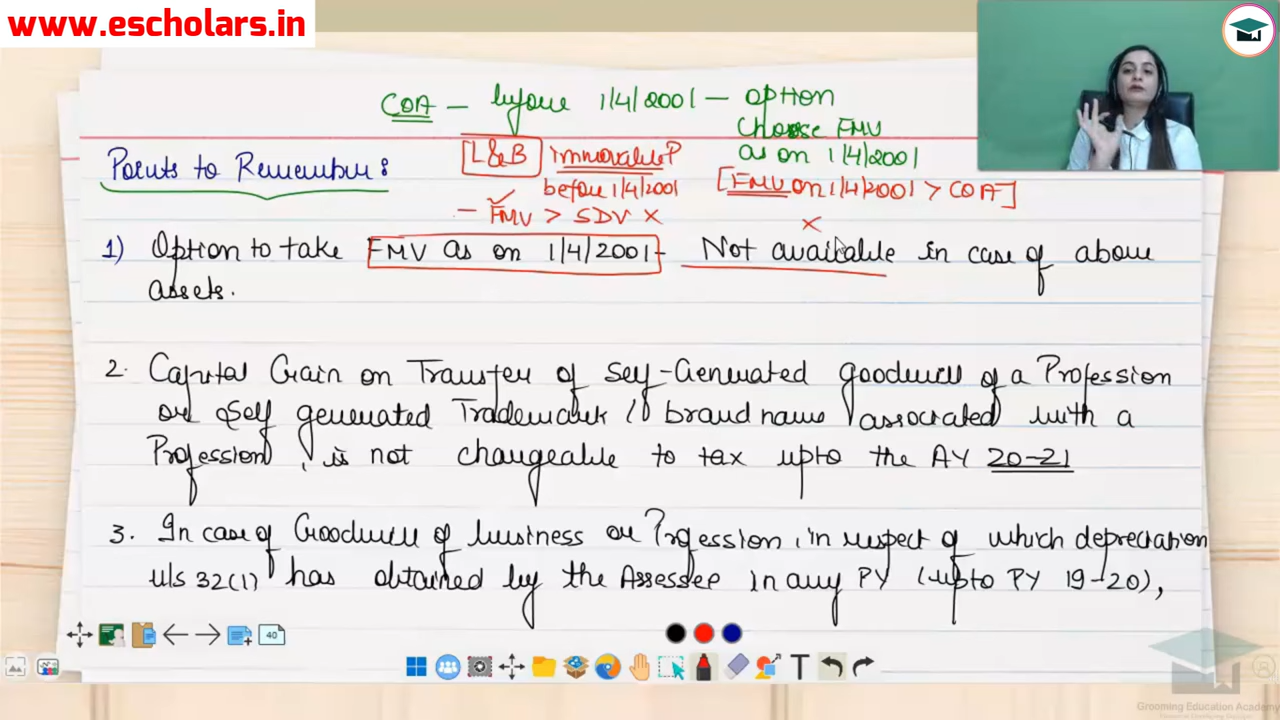 www.escholars.in
COA – before 1/4/2001 – option
choose FMV
as on 1/4/2001
L&B immovable P
before 1/4/2001
[FMV on 1/4/2001 > COA]
– FMV > SDV ×
×
Points to Remember:
1) Option to take FMV as on 1/4/2001 - Not available in case of above
assets.
2. Capital Gain on Transfer of Self-Generated goodwill of a Profession
or Self generated Trademark / brand name associated with a
Profession, is not chargeable to tax upto the AY 20-21
3. In case of Goodwill of business or Profession, in respect of which depreciation
u/s 32(1) has obtained by the Assessee in any PY (upto PY 19-20),
40
T
Grooming Education Academy